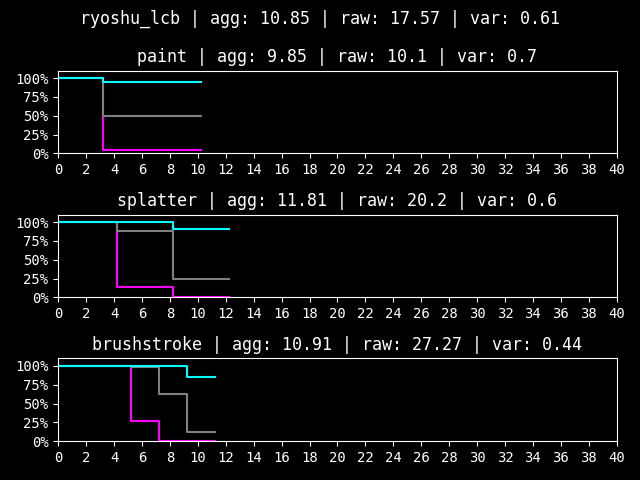 ryoshu_lcb | agg: 10.85 | raw: 17.57 | var: 0.61
paint | agg: 9.85 | raw: 10.1 | var: 0.7
100%
75%
50%
25%
0%
0 2 4 6 8 10 12 14 16 18 20 22 24 26 28 30 32 34 36 38 40
splatter | agg: 11.81 | raw: 20.2 | var: 0.6
100%
75%
50%
25%
0%
0 2 4 6 8 10 12 14 16 18 20 22 24 26 28 30 32 34 36 38 40
brushstroke | agg: 10.91 | raw: 27.27 | var: 0.44
100%
75%
50%
25%
0%
0 2 4 6 8 10 12 14 16 18 20 22 24 26 28 30 32 34 36 38 40